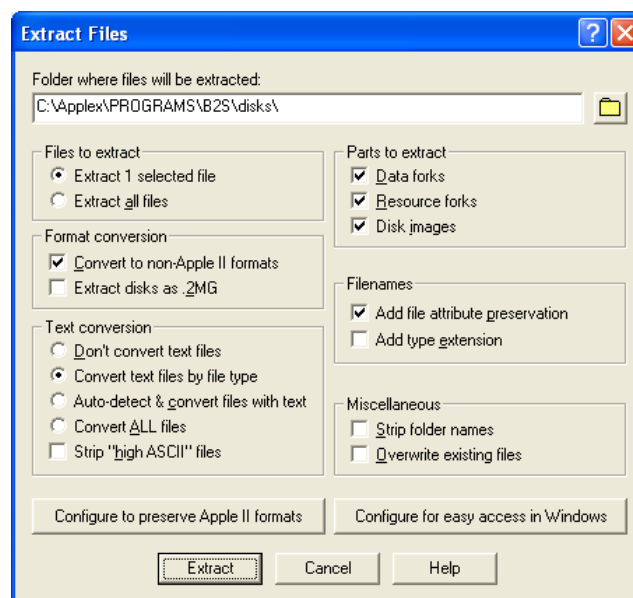 Extract Files
Folder where files will be extracted:
C:\Applex\PROGRAMS\B2S\disks\
Files to extract
Extract 1 selected file
Extract all files
Format conversion
Convert to non-Apple II formats
Extract disks as .2MG
Text conversion
Don't convert text files
Convert text files by file type
Auto-detect & convert files with text
Convert ALL files
Strip "high ASCII" files
Parts to extract
Data forks
Resource forks
Disk images
Filenames
Add file attribute preservation
Add type extension
Miscellaneous
Strip folder names
Overwrite existing files
Configure to preserve Apple II formats
Configure for easy access in Windows
Extract
Cancel
Help